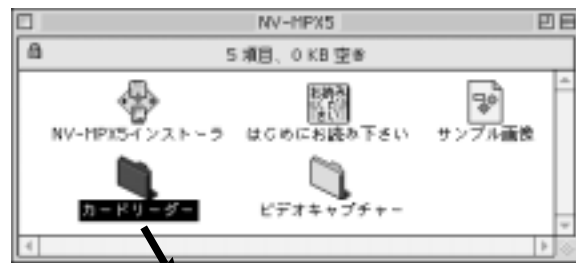 NV-MPX5
5 項目、0 KB 空き
NV-MPX5インストーラ
はじめにお読み下さい
サンプル画像
カードリーダー
ビデオキャプチャー